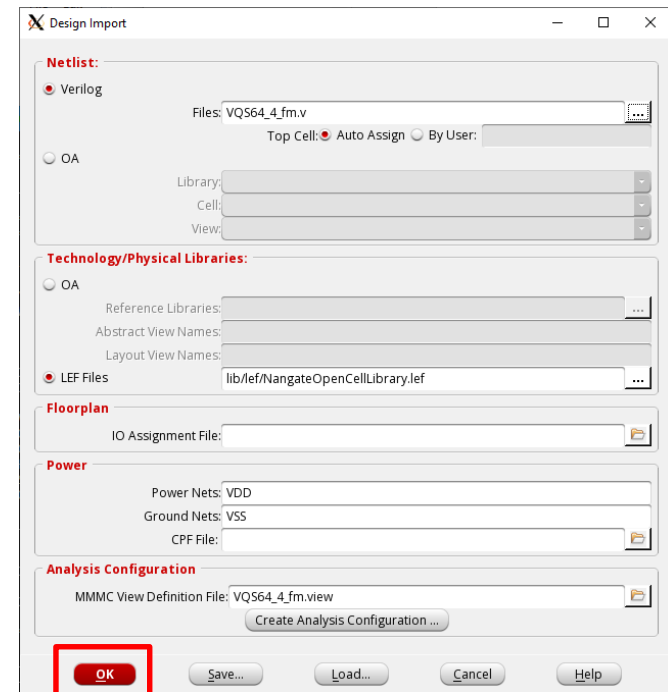 Design Import
Netlist:
Verilog
Files: VQS64_4_fm.v ...
Top Cell: Auto Assign By User:
OA
Library:
Cell:
View:
Technology/Physical Libraries:
OA
Reference Libraries: ...
Abstract View Names:
Layout View Names:
LEF Files lib/lef/NangateOpenCellLibrary.lef ...
Floorplan
IO Assignment File:
Power
Power Nets: VDD
Ground Nets: VSS
CPF File:
Analysis Configuration
MMMC View Definition File: VQS64_4_fm.view
Create Analysis Configuration ...
OK Save... Load... Cancel Help